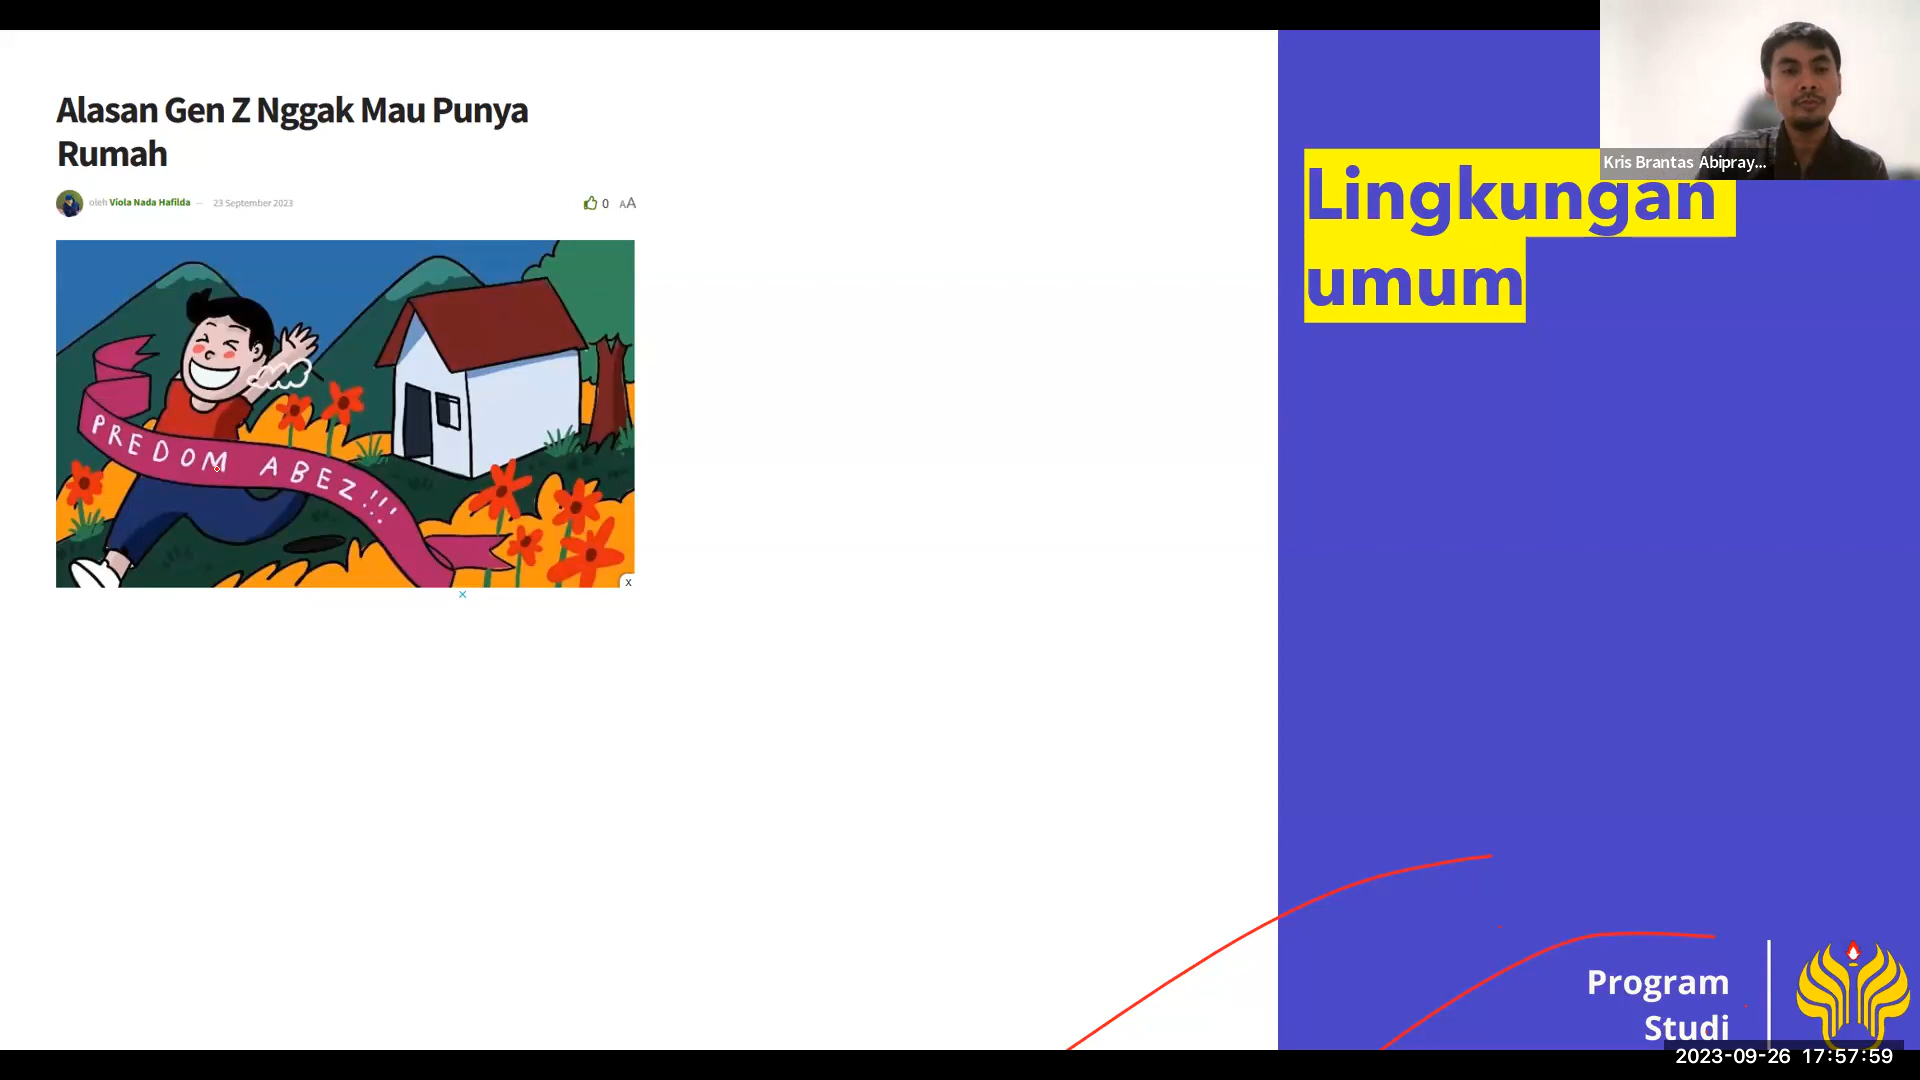 Alasan Gen Z Nggak Mau Punya
Rumah
oleh Viola Nada Hafilda — 23 September 2023
0 AA
PREDOM ABEZ!!!
x
Kris Brantas Abipray...
Lingkungan
umum
Program
Studi
2023-09-26 17:57:59